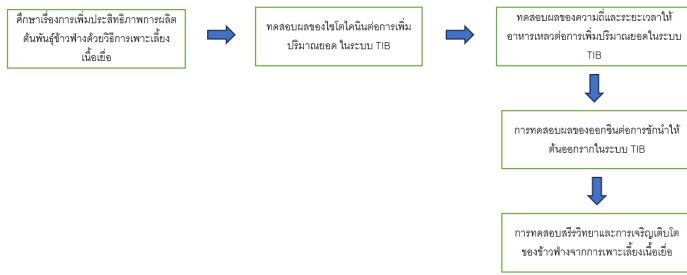 ศึกษาเรื่องการเพิ่มประสิทธิภาพการผลิต
ต้นพันธุ์ข้าวฟ่างด้วยวิธีการเพาะเลี้ยง
เนื้อเยื่อ
ทดสอบผลของไซโตไคนินต่อการเพิ่ม
ปริมาณยอด ในระบบ TIB
ทดสอบผลของความถี่และระยะเวลาให้
อาหารเหลวต่อการเพิ่มปริมาณยอดในระบบ
TIB
การทดสอบผลของออกซินต่อการชักนำให้
ต้นออกรากในระบบ TIB
การทดสอบสรีรวิทยาและการเจริญเติบโต
ของข้าวฟ่างจากการเพาะเลี้ยงเนื้อเยื่อ